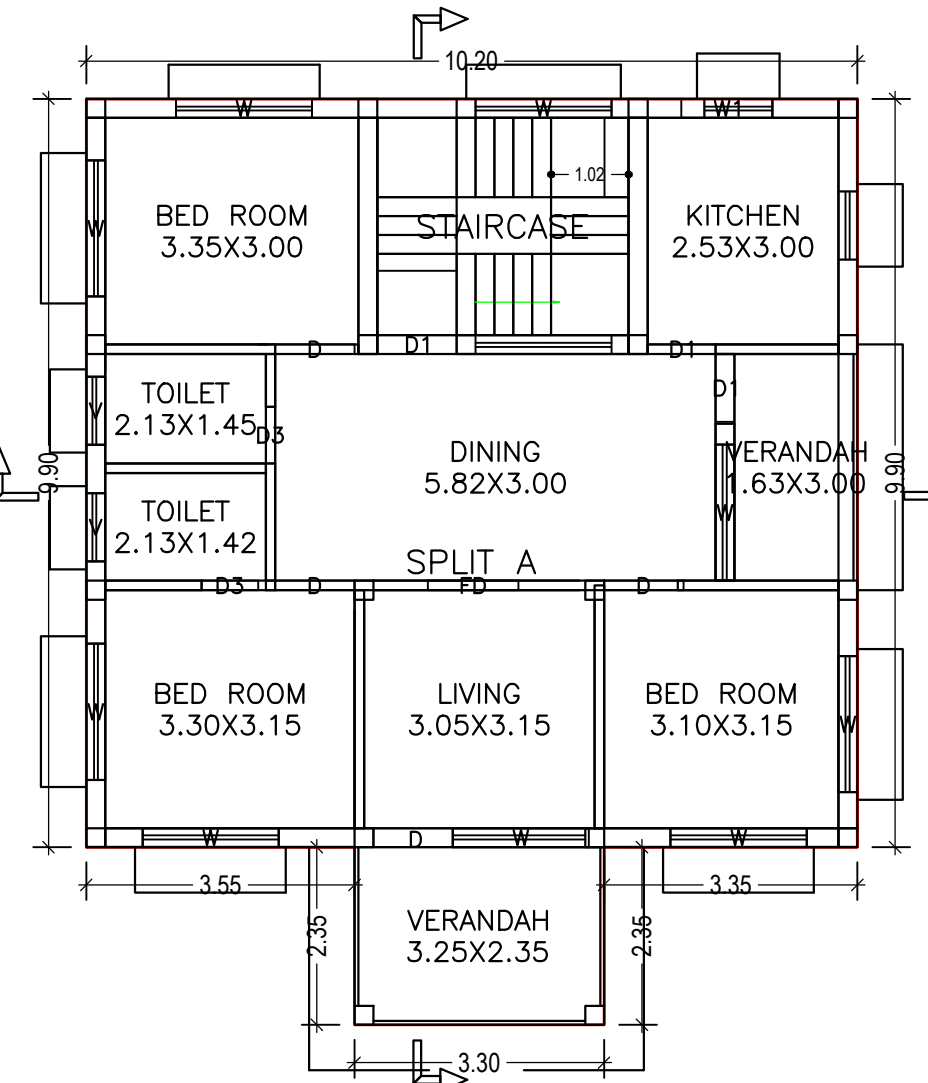 10.20
W
W
W1
1.02
BED ROOM
3.35X3.00
STAIRCASE
KITCHEN
2.53X3.00
W
D
D1
D1
TOILET
2.13X1.45
D1
V
D3
DINING
5.82X3.00
VERANDAH
1.63X3.00
9.90
9.90
TOILET
2.13X1.42
V
W
SPLIT A
D3
D
FD
D
BED ROOM
3.30X3.15
LIVING
3.05X3.15
BED ROOM
3.10X3.15
W
W
W
D
W
W
3.55
3.35
VERANDAH
3.25X2.35
2.35
2.35
3.30